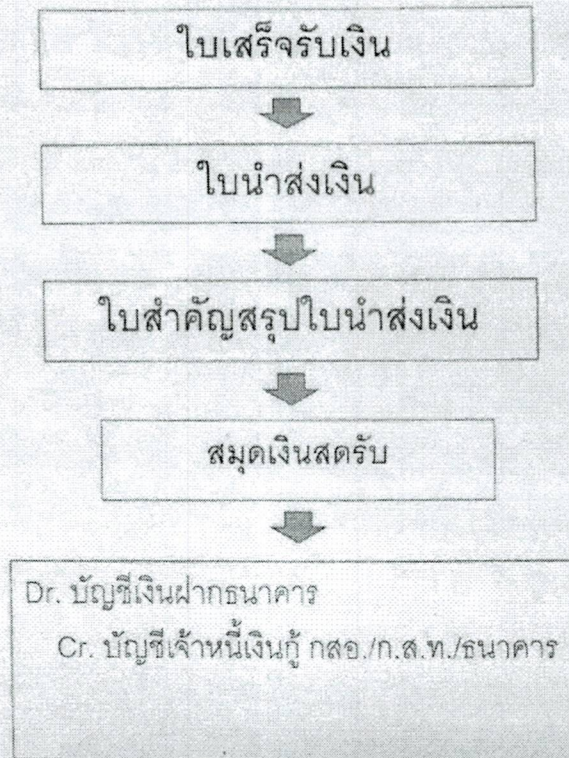 ใบเสร็จรับเงิน
ใบนำส่งเงิน
ใบสำคัญสรุปใบนำส่งเงิน
สมุดเงินสดรับ
Dr. บัญชีเงินฝากธนาคาร
Cr. บัญชีเจ้าหนี้เงินกู้ กสอ./ก.ส.ท./ธนาคาร